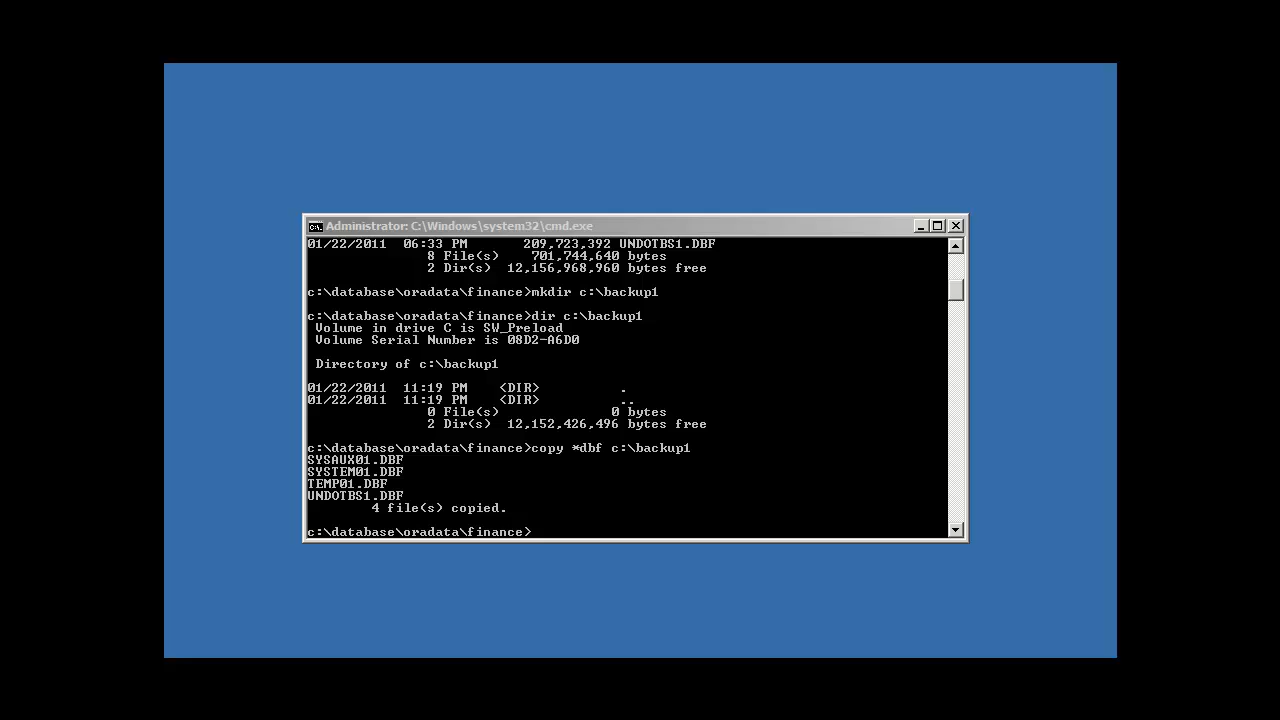 Administrator: C:\Windows\system32\cmd.exe
01/22/2011  06:33 PM       209,723,392 UNDOTBS1.DBF
               8 File(s)    701,744,640 bytes
               2 Dir(s)  12,156,968,960 bytes free
c:\database\oradata\finance>mkdir c:\backup1
c:\database\oradata\finance>dir c:\backup1
 Volume in drive C is SW_Preload
 Volume Serial Number is 08D2-A6D0
 Directory of c:\backup1
01/22/2011  11:19 PM    <DIR>          .
01/22/2011  11:19 PM    <DIR>          ..
               0 File(s)              0 bytes
               2 Dir(s)  12,152,426,496 bytes free
c:\database\oradata\finance>copy *dbf c:\backup1
SYSAUX01.DBF
SYSTEM01.DBF
TEMP01.DBF
UNDOTBS1.DBF
        4 file(s) copied.
c:\database\oradata\finance>